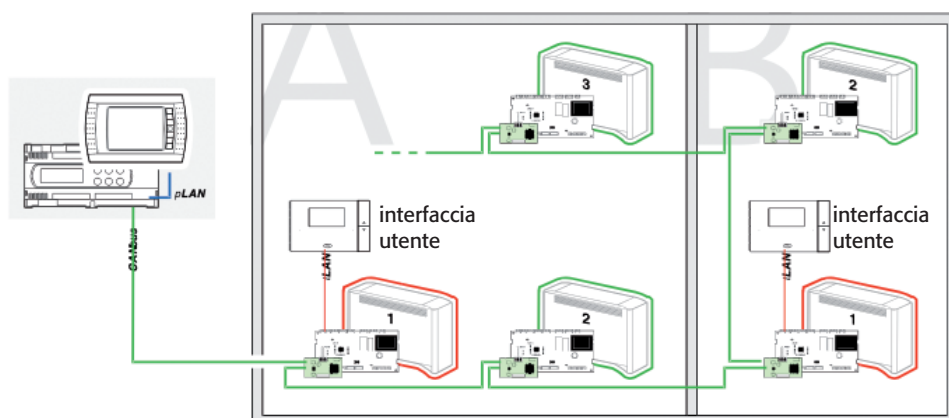 A
B
3
2
pLAN
interfaccia
utente
interfaccia
utente
CANbus
tLAN
tLAN
1
2
1